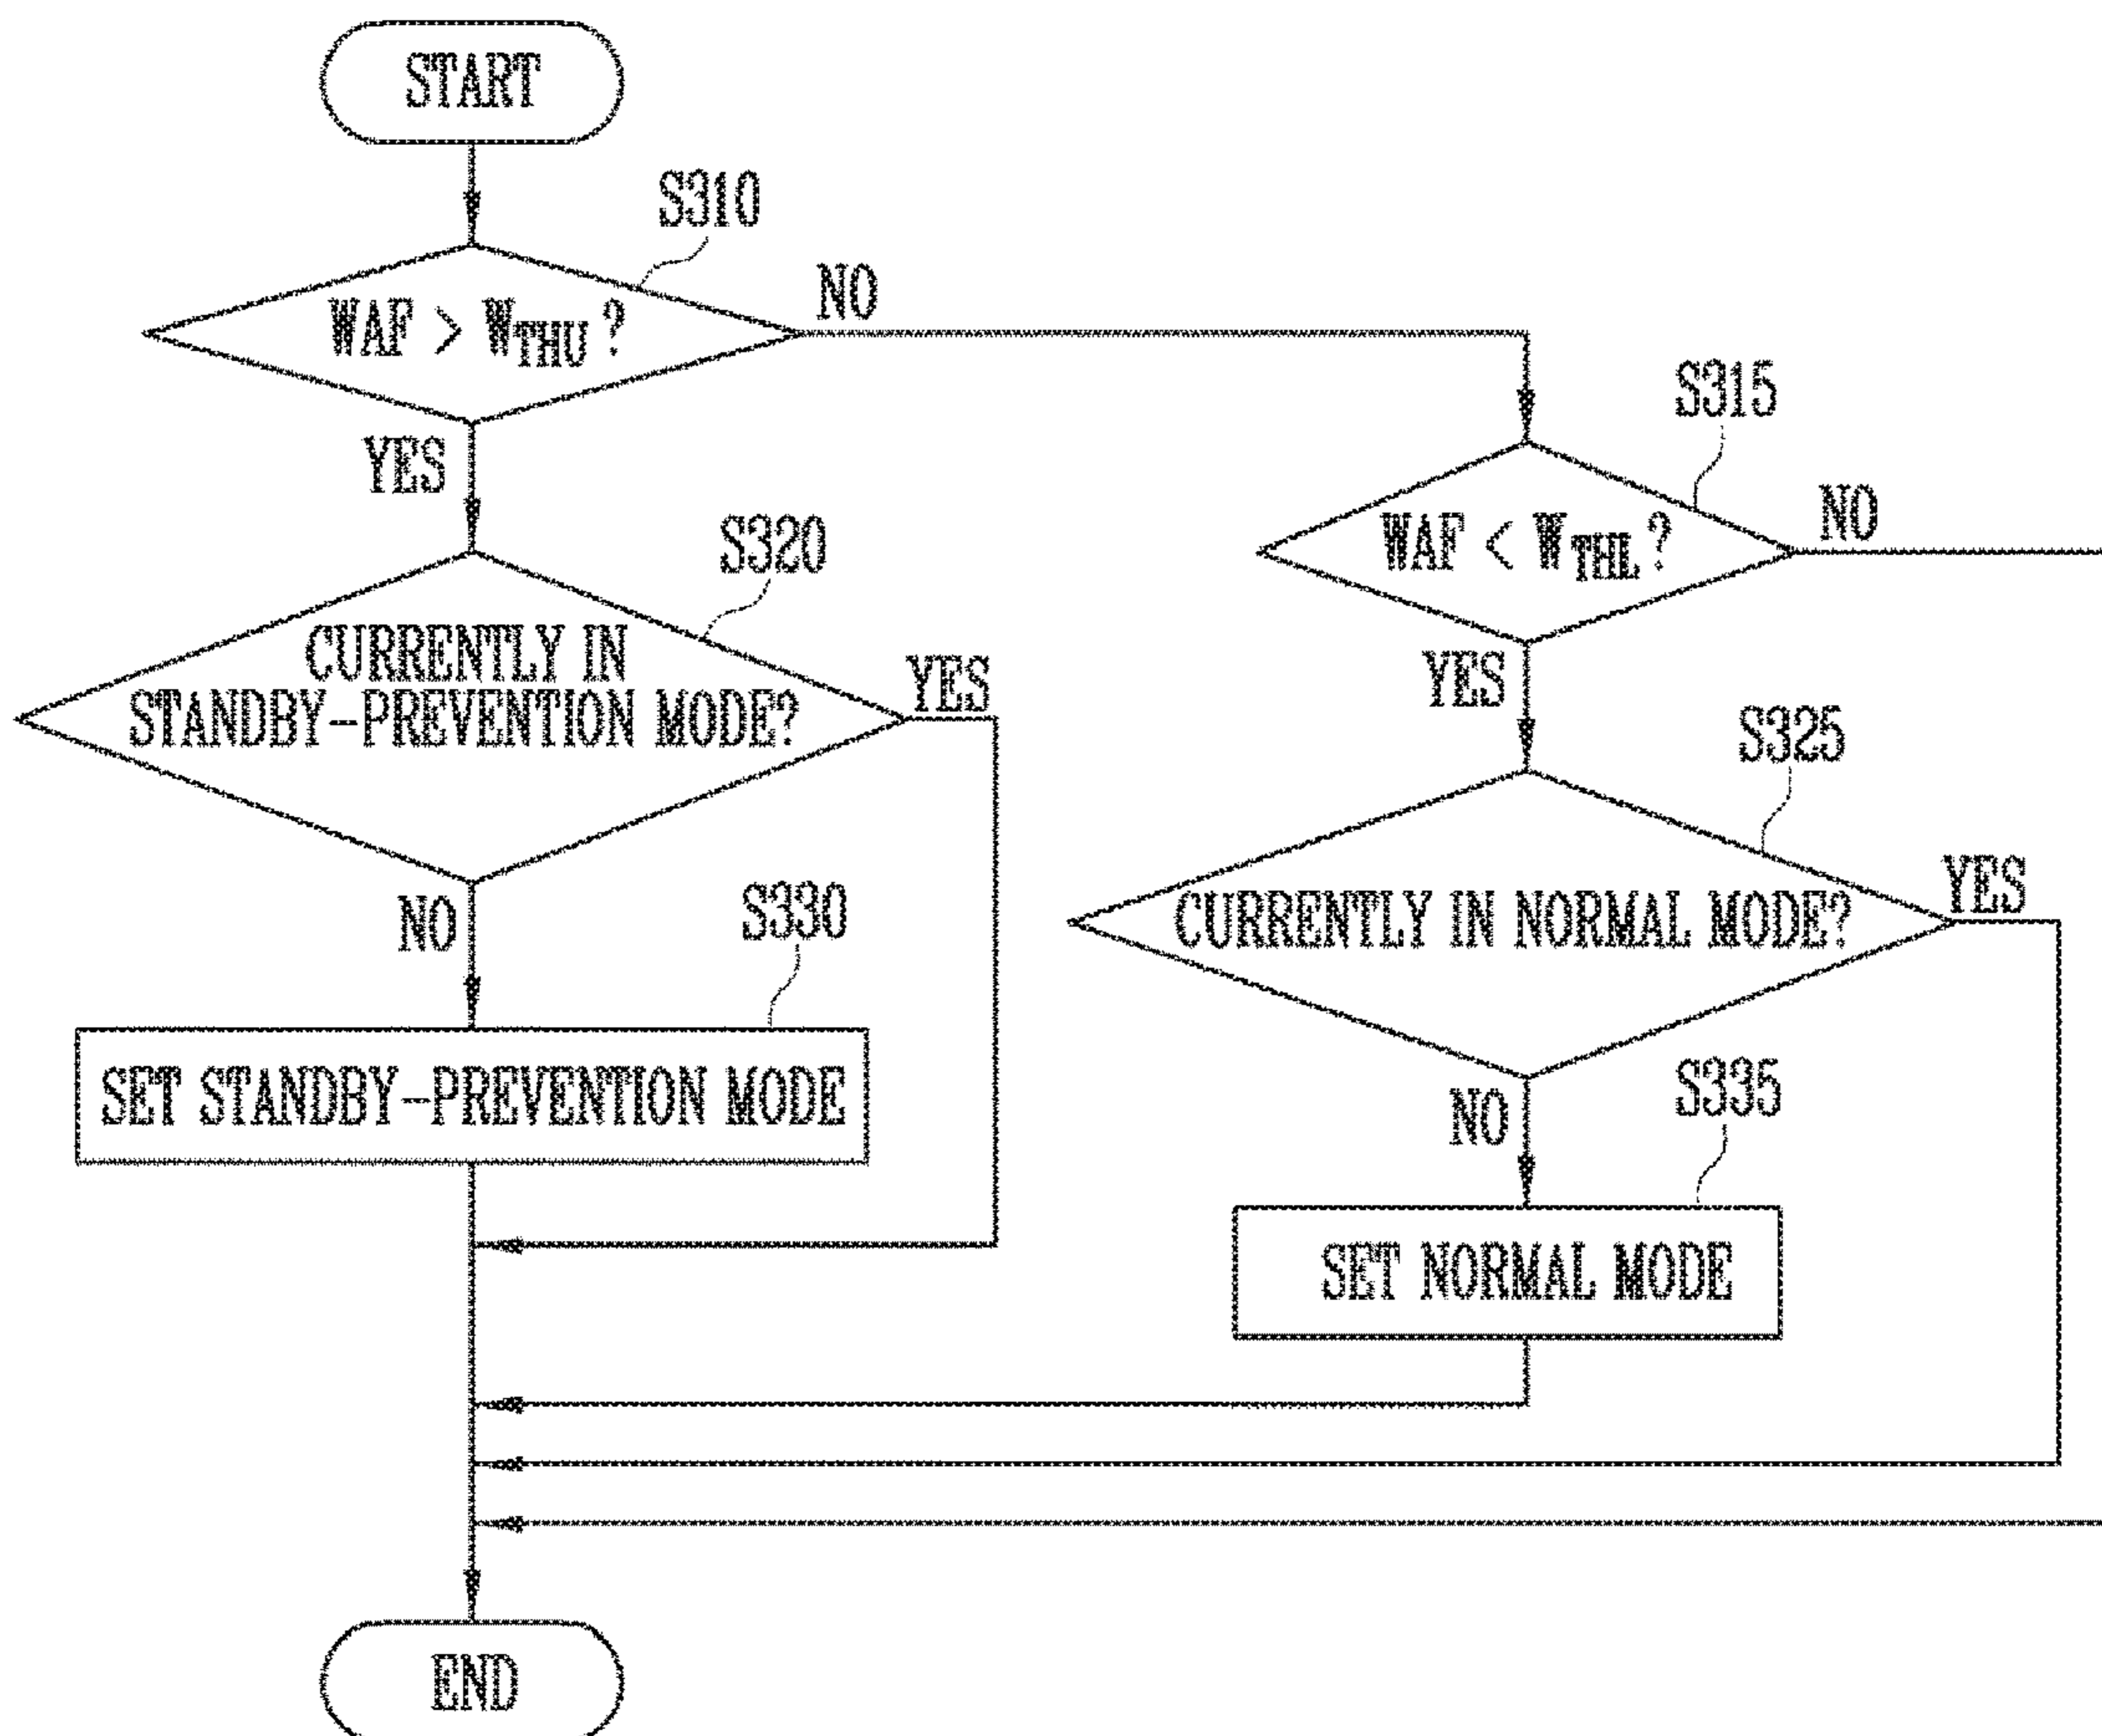 START
S310
WAF > WTHU ?
NO
YES
S315
WAF < WTHL ?
NO
YES
S320
CURRENTLY IN
STANDBY-PREVENTION MODE?
YES
NO
S325
CURRENTLY IN NORMAL MODE?
YES
NO
S330
SET STANDBY-PREVENTION MODE
S335
SET NORMAL MODE
END